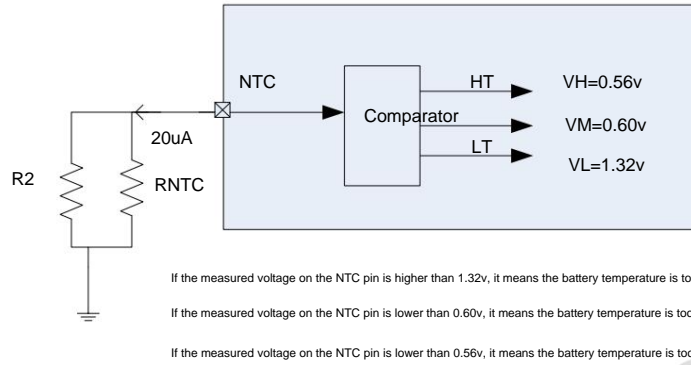 NTC
HT
VH=0.56v
Comparator
VM=0.60v
20uA
LT
VL=1.32v
R2
RNTC
If the measured voltage on the NTC pin is higher than 1.32v, it means the battery temperature is to
If the measured voltage on the NTC pin is lower than 0.60v, it means the battery temperature is too
If the measured voltage on the NTC pin is lower than 0.56v, it means the battery temperature is too